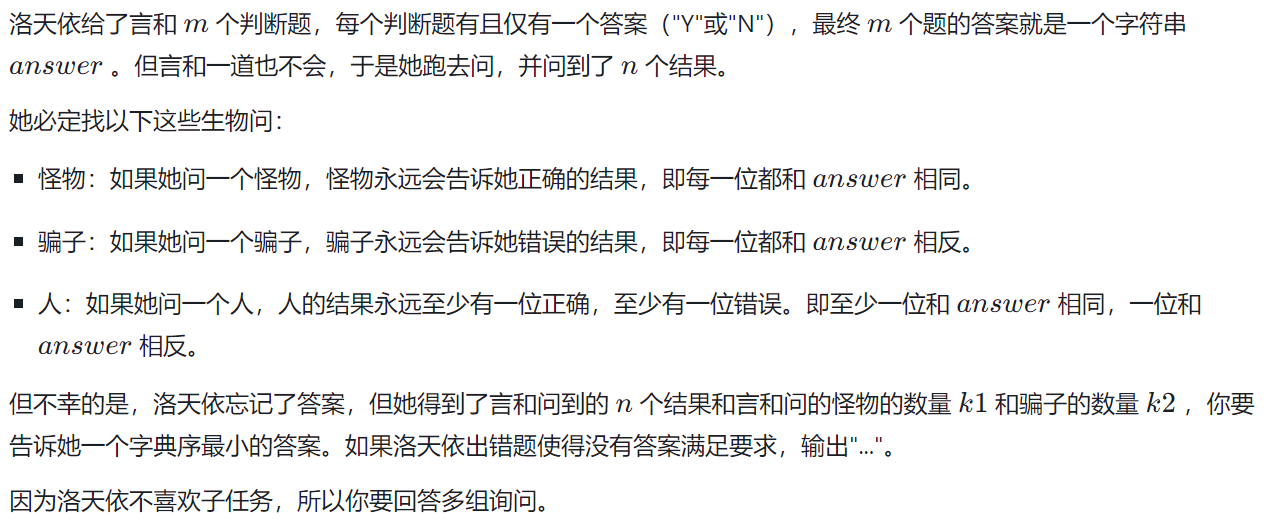 洛天依给了言和 m 个判断题，每个判断题有且仅有一个答案（"Y"或"N"），最终 m 个题的答案就是一个字符串
answer 。但言和一道也不会，于是她跑去问，并问到了 n 个结果。
她必定找以下这些生物问：
▪ 怪物：如果她问一个怪物，怪物永远会告诉她正确的结果，即每一位都和 answer 相同。
▪ 骗子：如果她问一个骗子，骗子永远会告诉她错误的结果，即每一位都和 answer 相反。
▪ 人：如果她问一个人，人的结果永远至少有一位正确，至少有一位错误。即至少一位和 answer 相同，一位和
answer 相反。
但不幸的是，洛天依忘记了答案，但她得到了言和问到的 n 个结果和言和问的怪物的数量 k1 和骗子的数量 k2 ，你要
告诉她一个字典序最小的答案。如果洛天依出错题使得没有答案满足要求，输出"..."。
因为洛天依不喜欢子任务，所以你要回答多组询问。